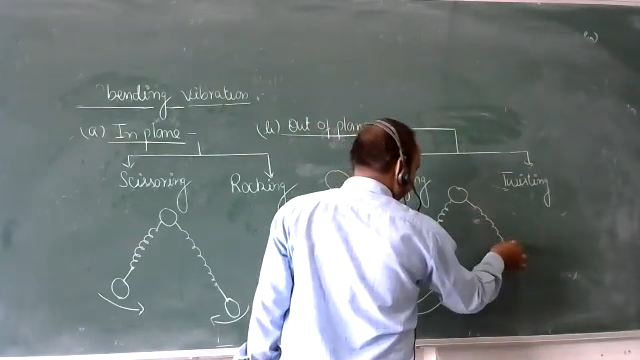 bending vibration.
(a) In plane - (b) Out of plan
Scissoring Rocking g Twisting